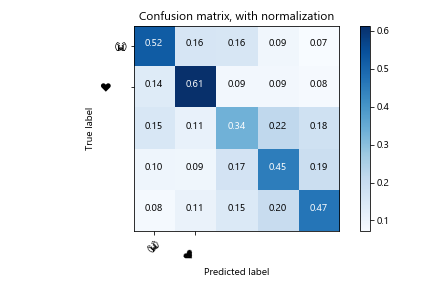 Confusion matrix, with normalization
True label
0.52 0.16 0.16 0.09 0.07
0.14 0.61 0.09 0.09 0.08
0.15 0.11 0.34 0.22 0.18
0.10 0.09 0.17 0.45 0.19
0.08 0.11 0.15 0.20 0.47
Predicted label
0.6
0.5
0.4
0.3
0.2
0.1